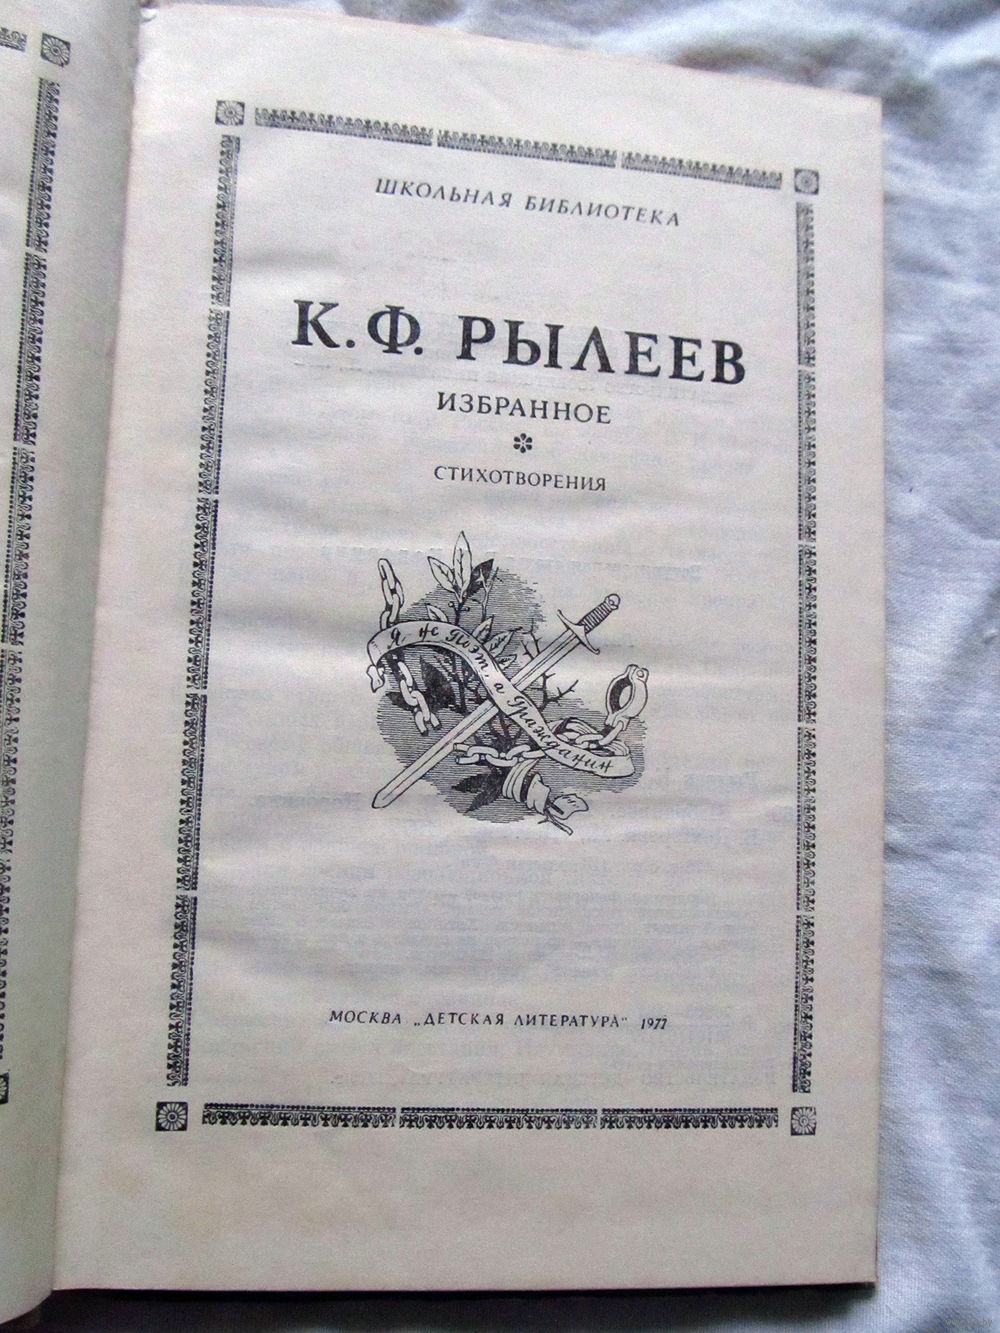 ШКОЛЬНАЯ БИБЛИОТЕКА
К. Ф. РЫЛЕЕВ
ИЗБРАННОЕ
СТИХОТВОРЕНИЯ
Я не Поэт, а Гражданин
МОСКВА „ДЕТСКАЯ ЛИТЕРАТУРА" 1977